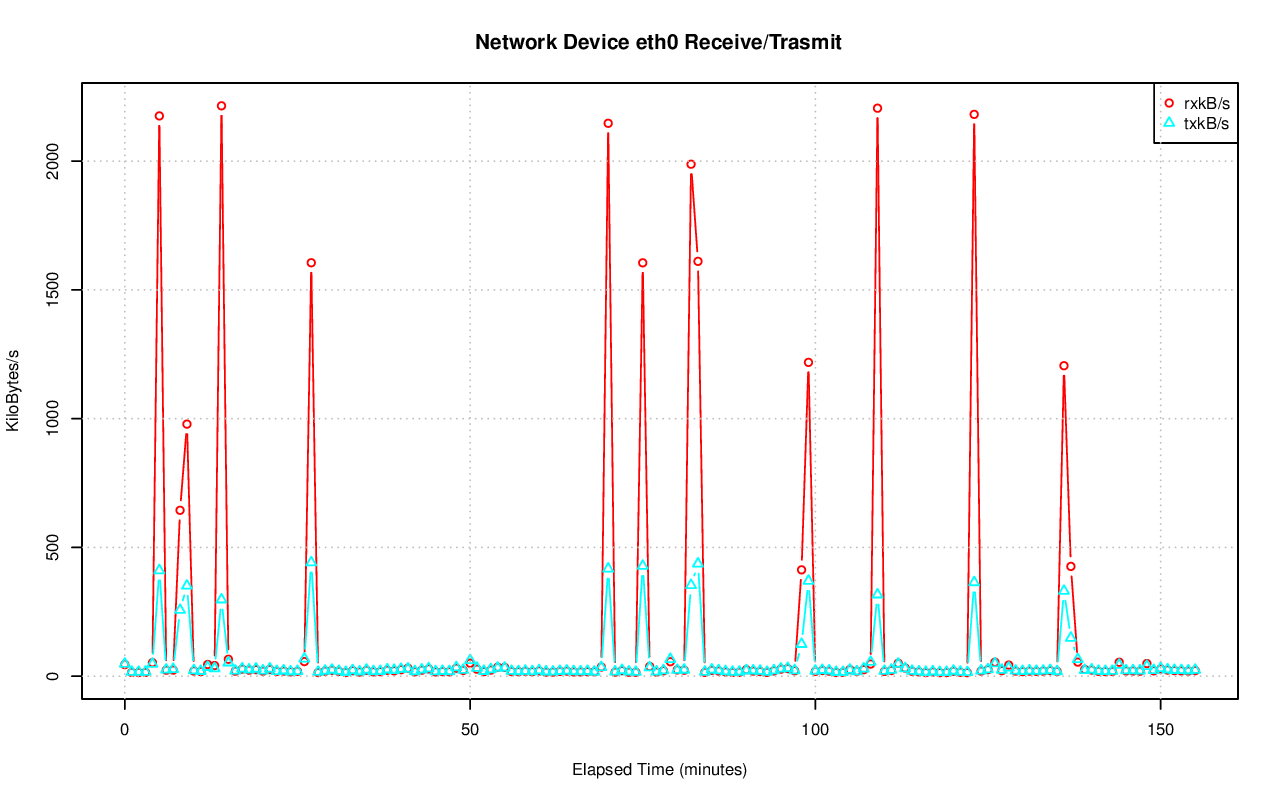 Network Device eth0 Receive/Trasmit
rxkB/s
txkB/s
KiloBytes/s
2000
1500
1000
500
0
0 50 100 150
Elapsed Time (minutes)